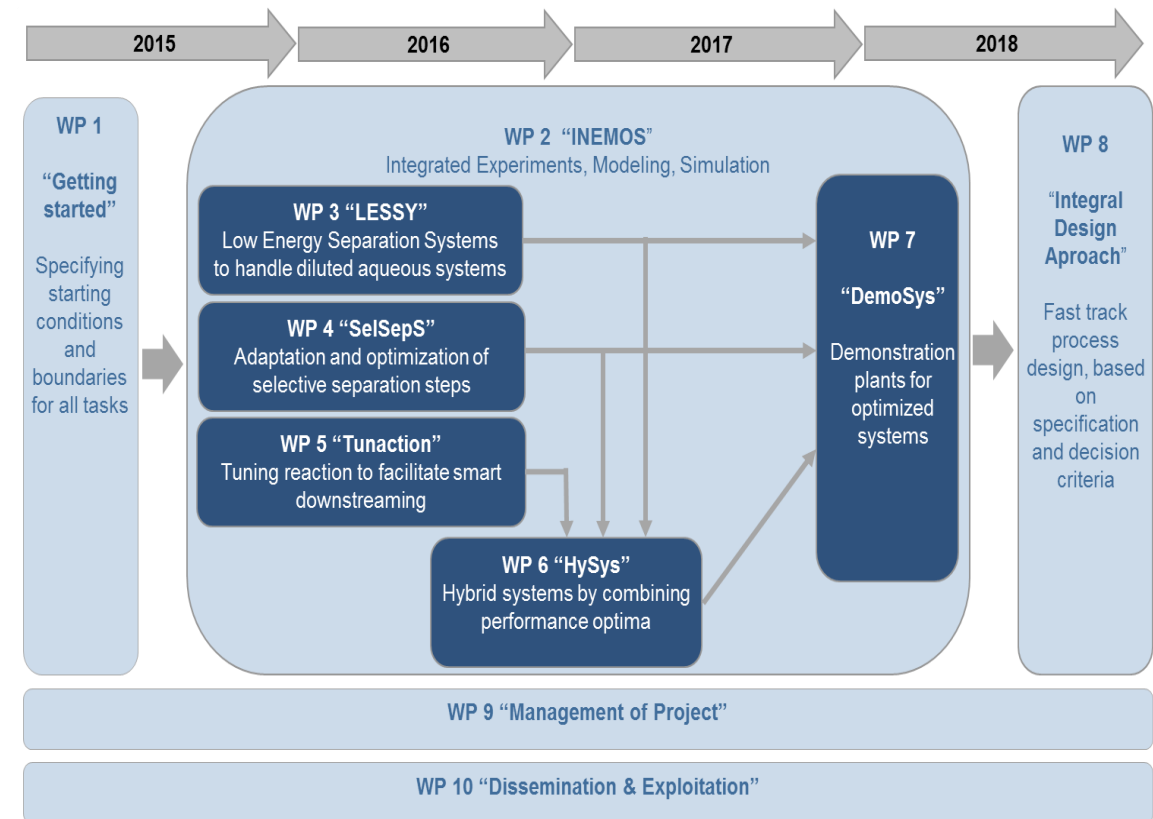 2015
2016
2017
2018
WP 1
“Getting
started”
Specifying
starting
conditions
and
boundaries
for all tasks
WP 2 “INEMOS”
Integrated Experiments, Modeling, Simulation
WP 3 “LESSY”
Low Energy Separation Systems
to handle diluted aqueous systems
WP 4 “SelSepS”
Adaptation and optimization of
selective separation steps
WP 5 “Tunaction”
Tuning reaction to facilitate smart
downstreaming
WP 6 “HySys”
Hybrid systems by combining
performance optima
WP 7
“DemoSys”
Demonstration
plants for
optimized
systems
WP 8
“Integral
Design
Aproach”
Fast track
process
design, based
on
specification
and decision
criteria
WP 9 “Management of Project”
WP 10 “Dissemination & Exploitation”